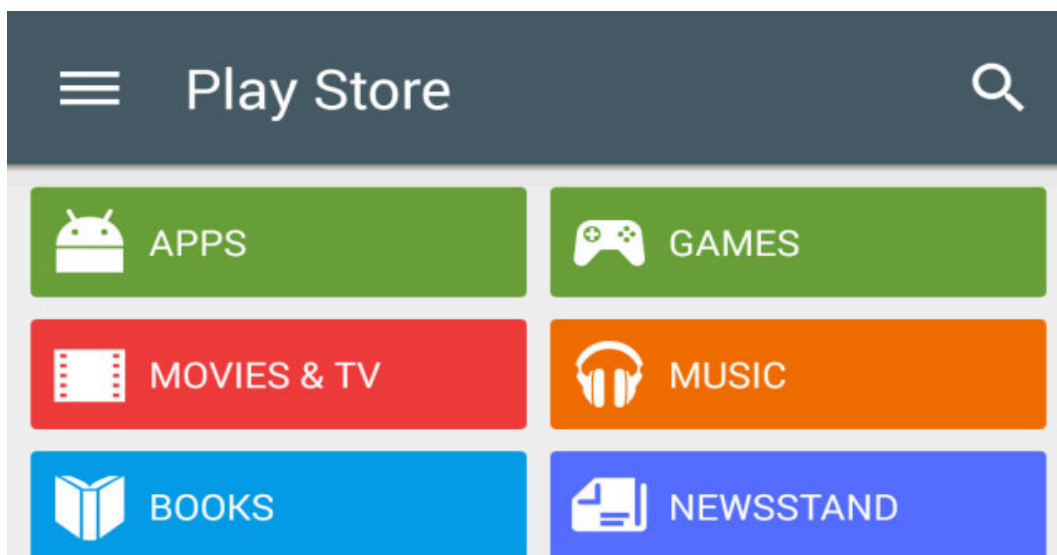 Play Store
APPS
GAMES
MOVIES & TV
MUSIC
BOOKS
NEWSSTAND